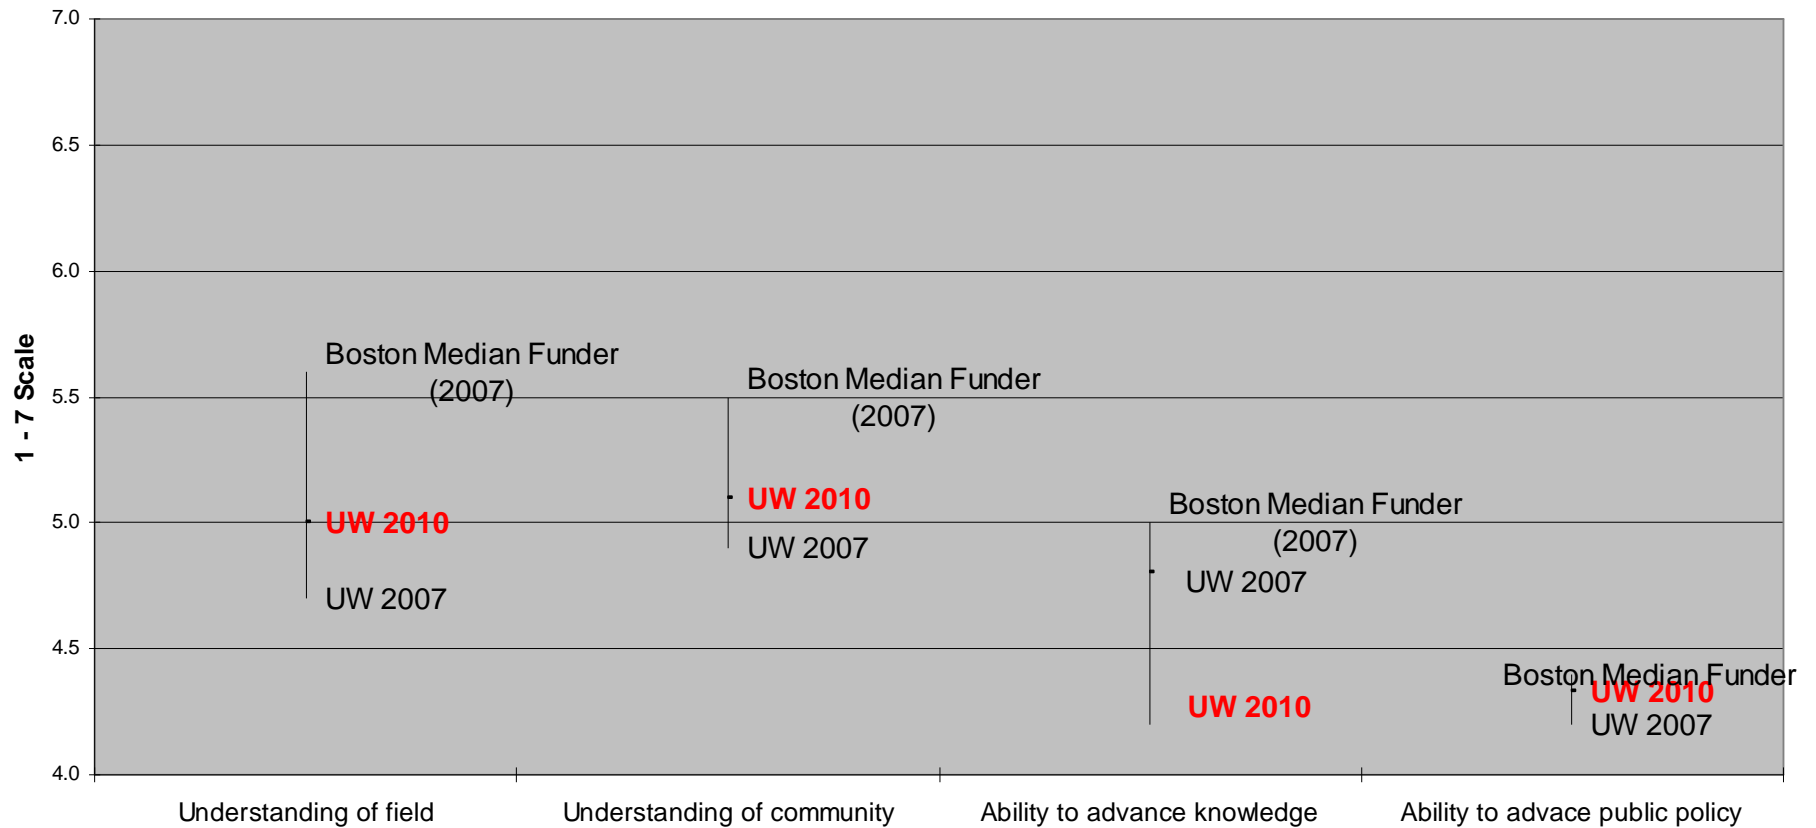 7.0
6.5
6.0
5.5
5.0
4.5
4.0
1 - 7 Scale
Boston Median Funder
(2007)
UW 2010
UW 2007
Boston Median Funder
(2007)
UW 2010
UW 2007
Boston Median Funder
(2007)
UW 2007
UW 2010
Boston Median Funder
UW 2010
UW 2007
Understanding of field
Understanding of community
Ability to advance knowledge
Ability to advace public policy